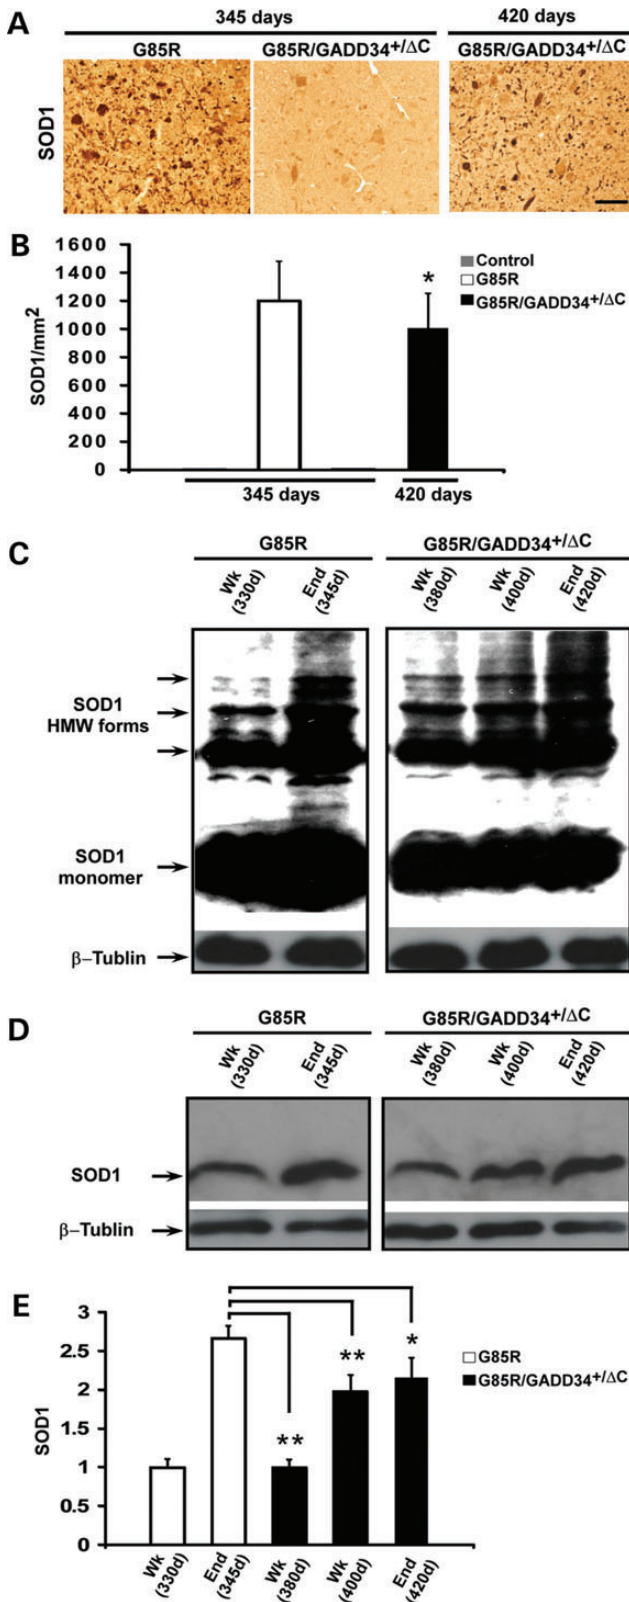 A
345 days 420 days
G85R G85R/GADD34+/ΔC G85R/GADD34+/ΔC
SOD1
B
1600
1400
1200
1000
800
600
400
200
0
SOD1/mm2
*
Control
G85R
G85R/GADD34+/ΔC
345 days 420 days
C
G85R G85R/GADD34+/ΔC
Wk (330d) End (345d) Wk (380d) Wk (400d) End (420d)
SOD1
HMW forms
SOD1
monomer
β–Tublin
D
G85R G85R/GADD34+/ΔC
Wk (330d) End (345d) Wk (380d) Wk (400d) End (420d)
SOD1
β–Tublin
E
3
2.5
2
1.5
1
0.5
0
SOD1
** ** *
G85R
G85R/GADD34+/ΔC
Wk (330d) End (345d) Wk (380d) Wk (400d) End (420d)